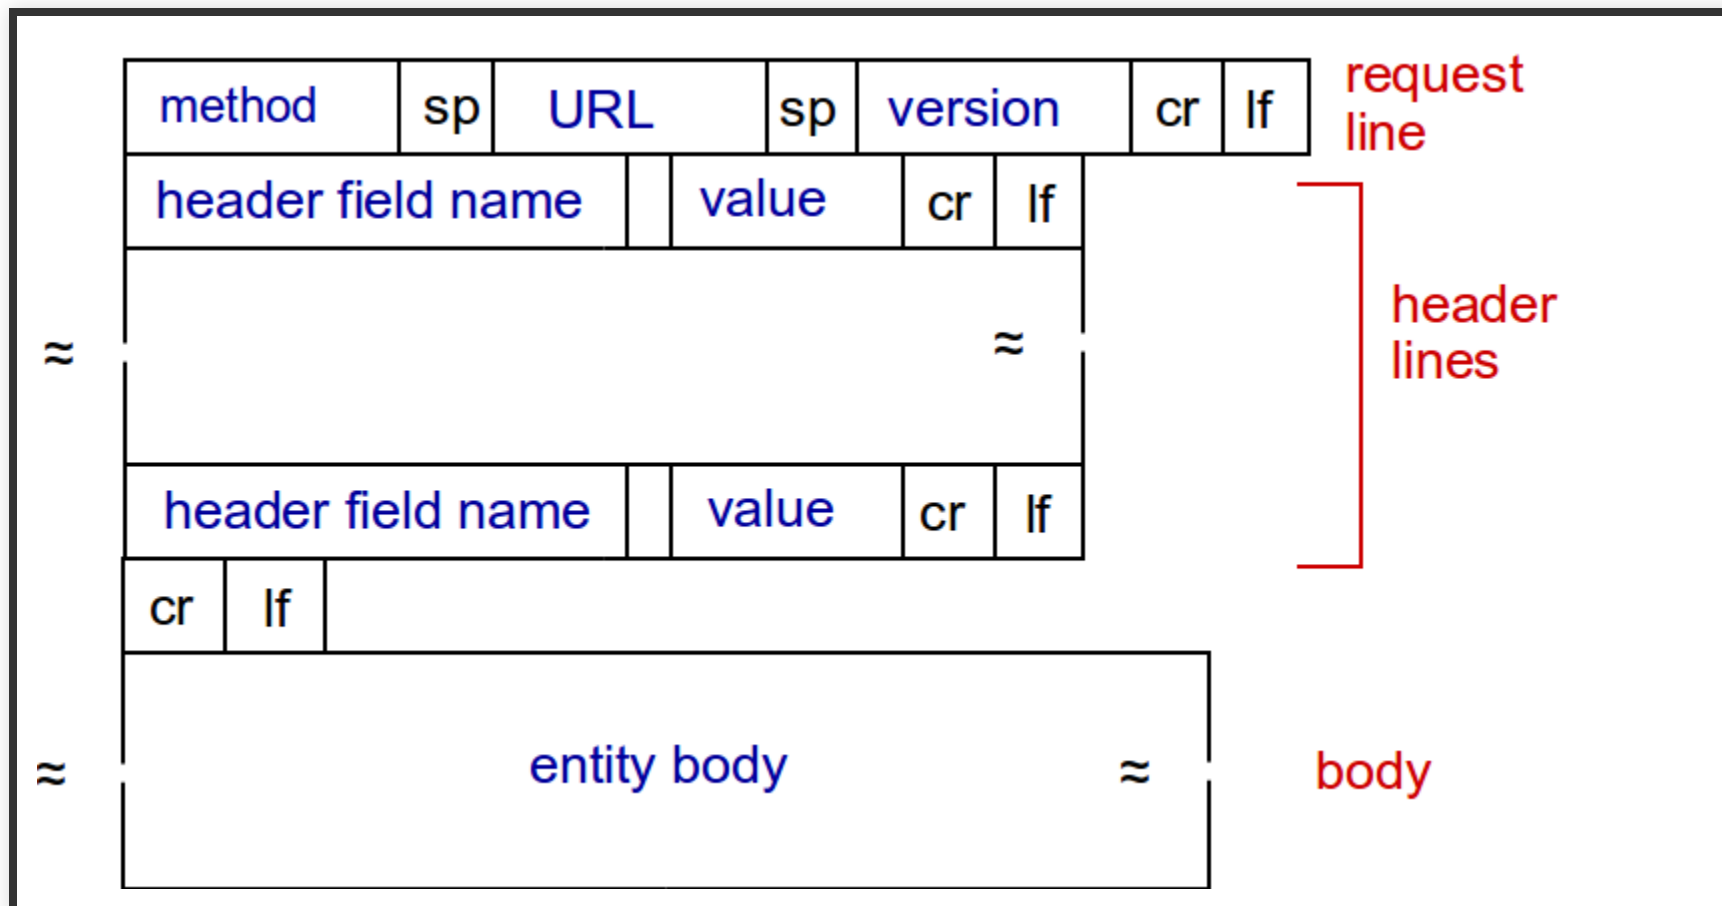 method sp URL sp version cr lf
request
line
header field name value cr lf
≈ ≈
header
lines
header field name value cr lf
cr lf
≈ entity body ≈ body